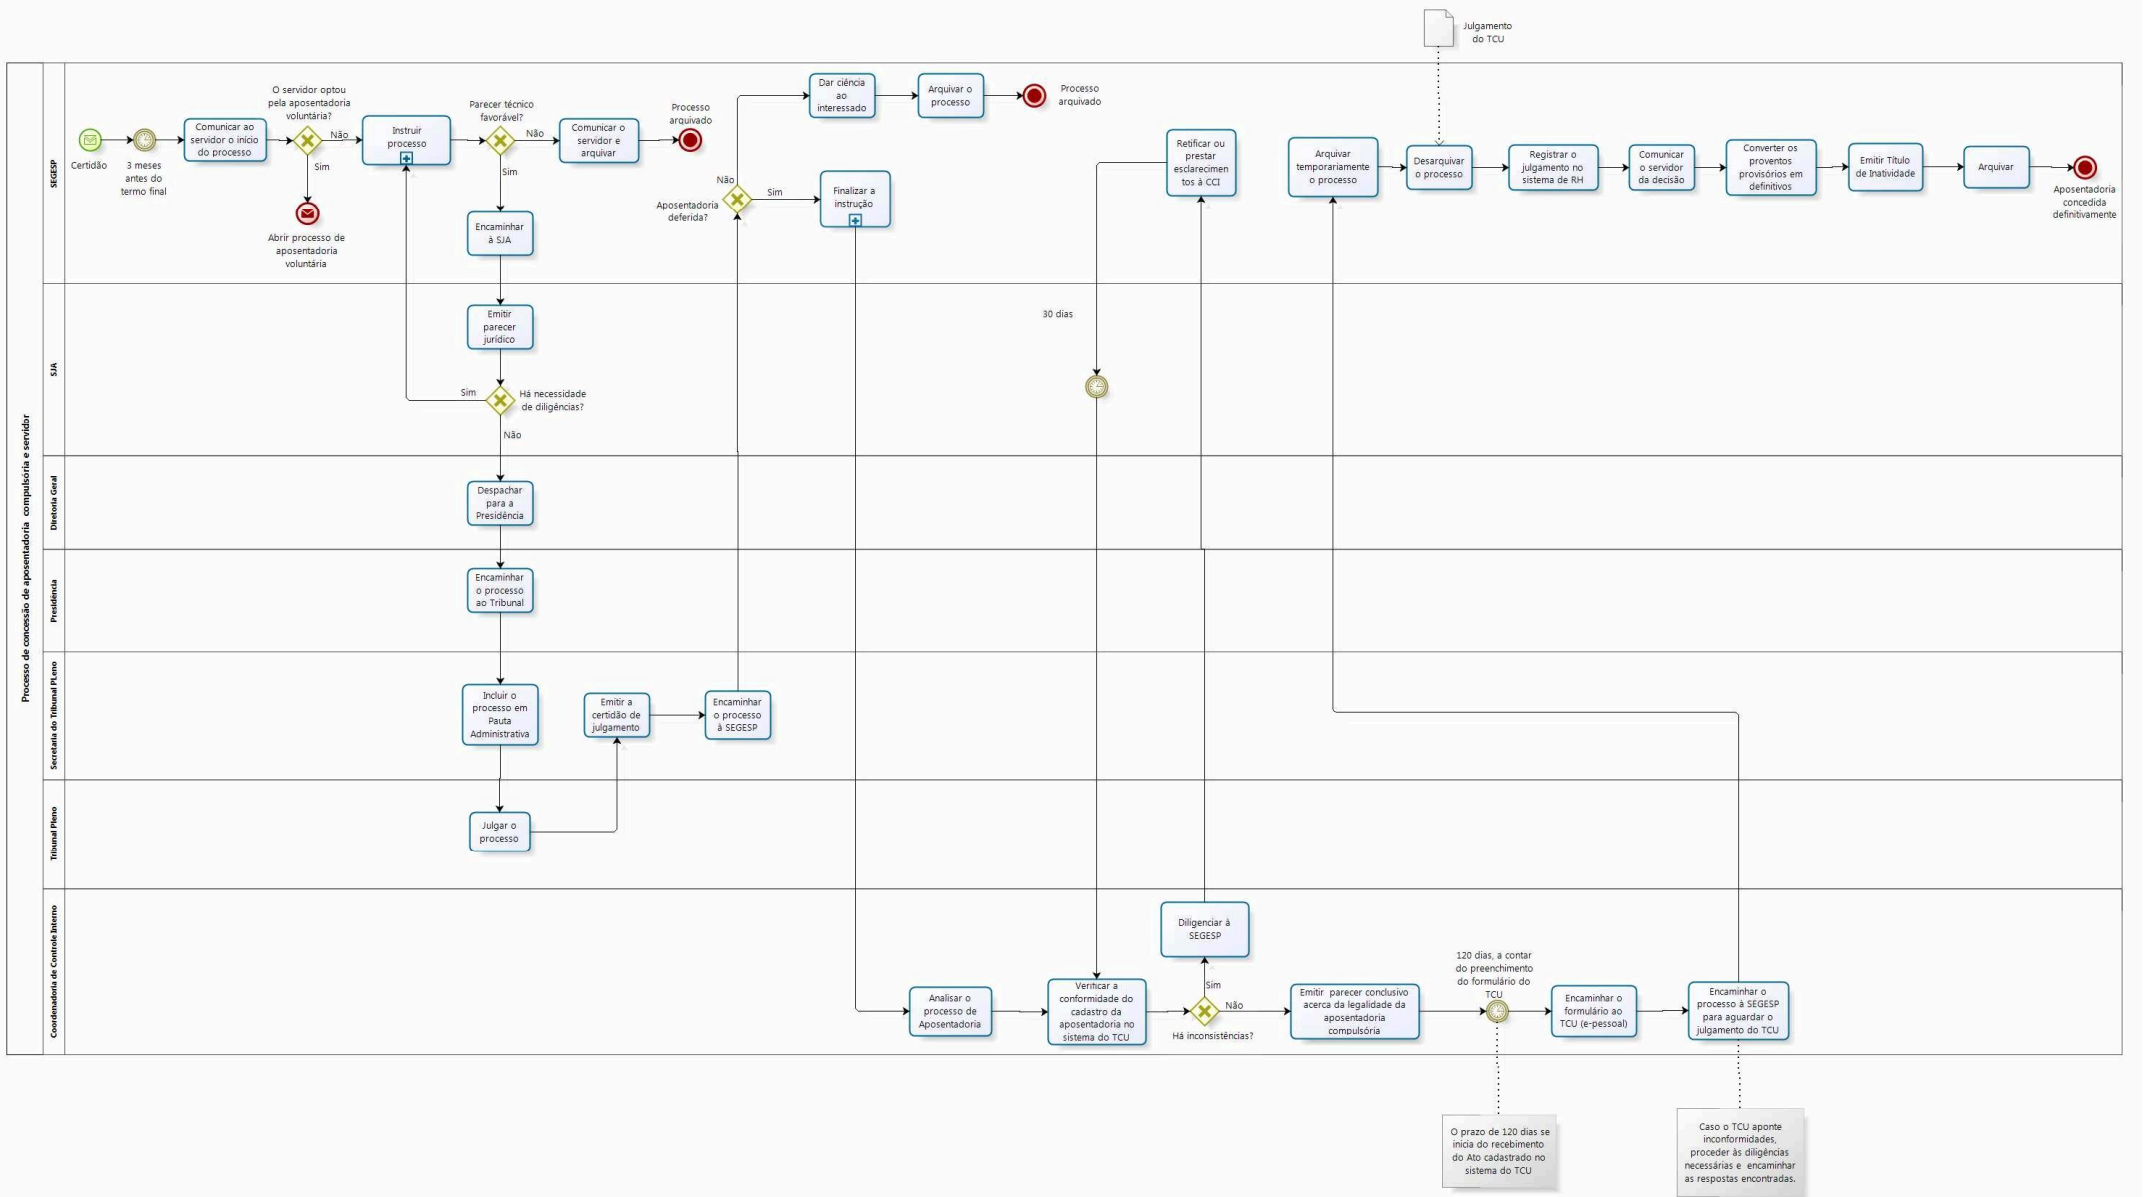 Julgamento
do TCU
Processo de concessão de aposentadoria compulsória e servidor
SEGESP
Certidão
3 meses
antes do
termo final
Comunicar ao
servidor o início
do processo
O servidor optou
pela aposentadoria
voluntária?
Não
Sim
Abrir processo de
aposentadoria
voluntária
Instruir
processo
Parecer técnico
favorável?
Não
Sim
Comunicar o
servidor e
arquivar
Processo
arquivado
Encaminhar
à SJA
Aposentadoria
deferida?
Não
Sim
Dar ciência
ao
interessado
Arquivar o
processo
Processo
arquivado
Finalizar a
instrução
Retificar ou
prestar
esclarecimen
tos à CCI
Arquivar
temporariamente
o processo
Desarquivar
o processo
Registrar o
julgamento no
sistema de RH
Comunicar
o servidor
da decisão
Converter os
proventos
provisórios em
definitivos
Emitir Título
de Inatividade
Arquivar
Aposentadoria
concedida
definitivamente
SJA
Emitir
parecer
jurídico
Sim
Há necessidade
de diligências?
Não
30 dias
Diretoria Geral
Despachar
para a
Presidência
Presidência
Encaminhar
o processo
ao Tribunal
Secretaria do Tribunal PLeno
Incluir o
processo em
Pauta
Administrativa
Emitir a
certidão de
julgamento
Encaminhar
o processo
à SEGESP
Tribunal Pleno
Julgar o
processo
Coordenadoria de Controle Interno
Analisar o
processo de
Aposentadoria
Verificar a
conformidade do
cadastro da
aposentadoria no
sistema do TCU
Diligenciar à
SEGESP
Sim
Não
Há inconsistências?
Emitir parecer conclusivo
acerca da legalidade da
aposentadoria
compulsória
120 dias, a contar
do preenchimento
do formulário do
TCU
Encaminhar o
formulário ao
TCU (e-pessoal)
Encaminhar o
processo à SEGESP
para aguardar o
julgamento do TCU
O prazo de 120 dias se
inicia do recebimento
do Ato cadastrado no
sistema do TCU
Caso o TCU aponte
inconformidades,
proceder às diligências
necessárias e encaminhar
as respostas encontradas.